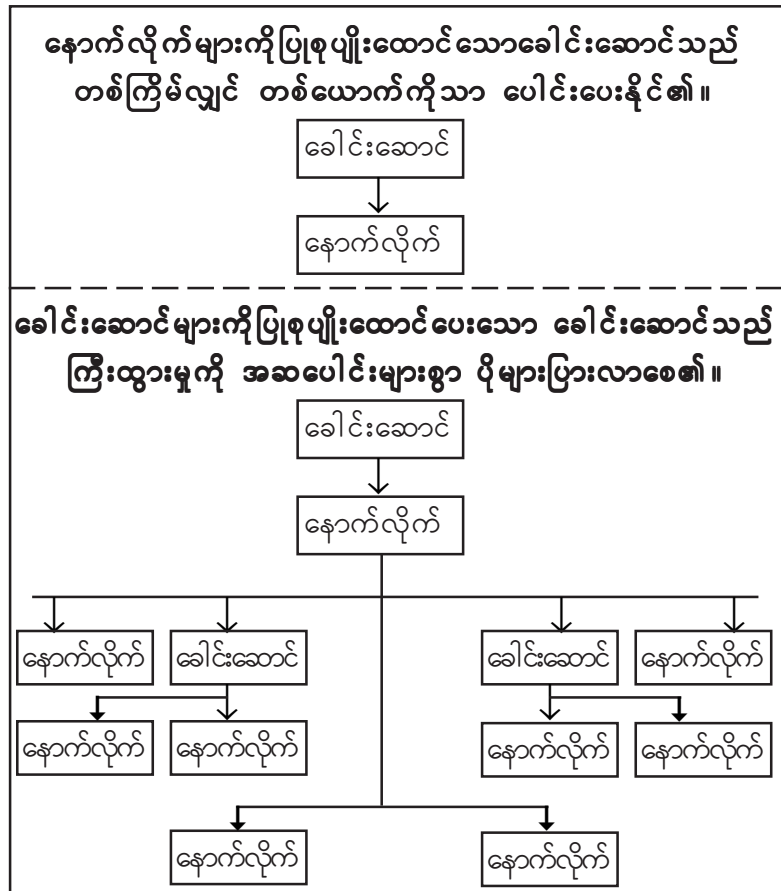 နောက်လိုက်များကိုပြုစုပျိုးထောင်သောခေါင်းဆောင်သည်
တစ်ကြိမ်လျှင် တစ်ယောက်ကိုသာ ပေါင်းပေးနိုင်၏။
ခေါင်းဆောင်
နောက်လိုက်
ခေါင်းဆောင်များကိုပြုစုပျိုးထောင်ပေးသော ခေါင်းဆောင်သည်
ကြီးထွားမှုကို အဆပေါင်းများစွာ ပိုများပြားလာစေ၏။
ခေါင်းဆောင်
နောက်လိုက်
နောက်လိုက် ခေါင်းဆောင် ခေါင်းဆောင် နောက်လိုက်
နောက်လိုက် နောက်လိုက် နောက်လိုက် နောက်လိုက်
နောက်လိုက် နောက်လိုက်